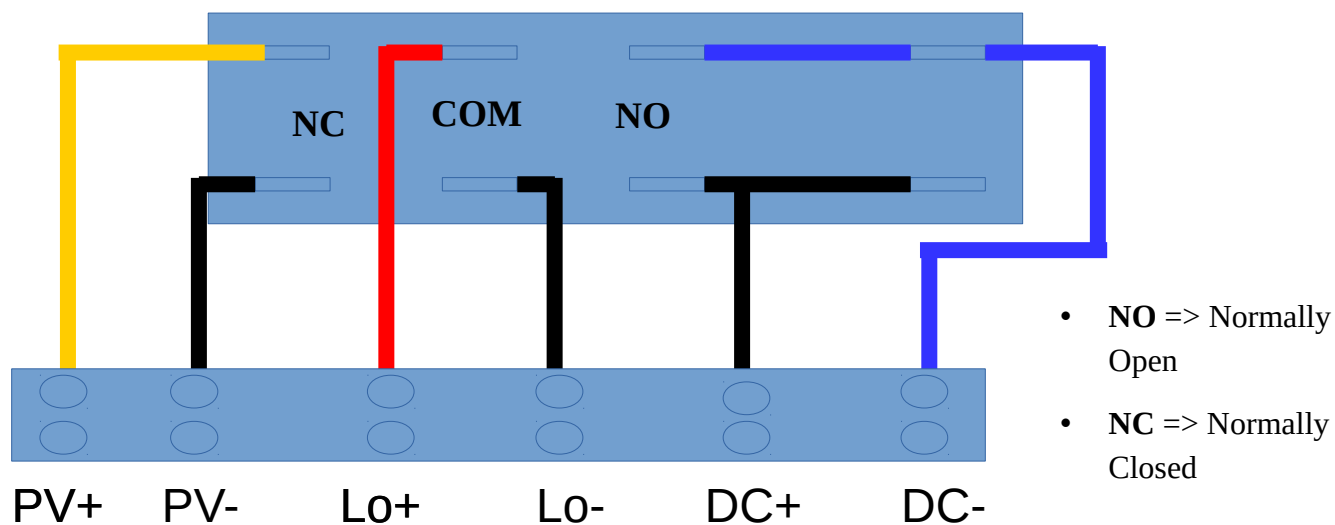 NC COM NO
• NO => Normally
Open
• NC => Normally
Closed
PV+ PV- Lo+ Lo- DC+ DC-